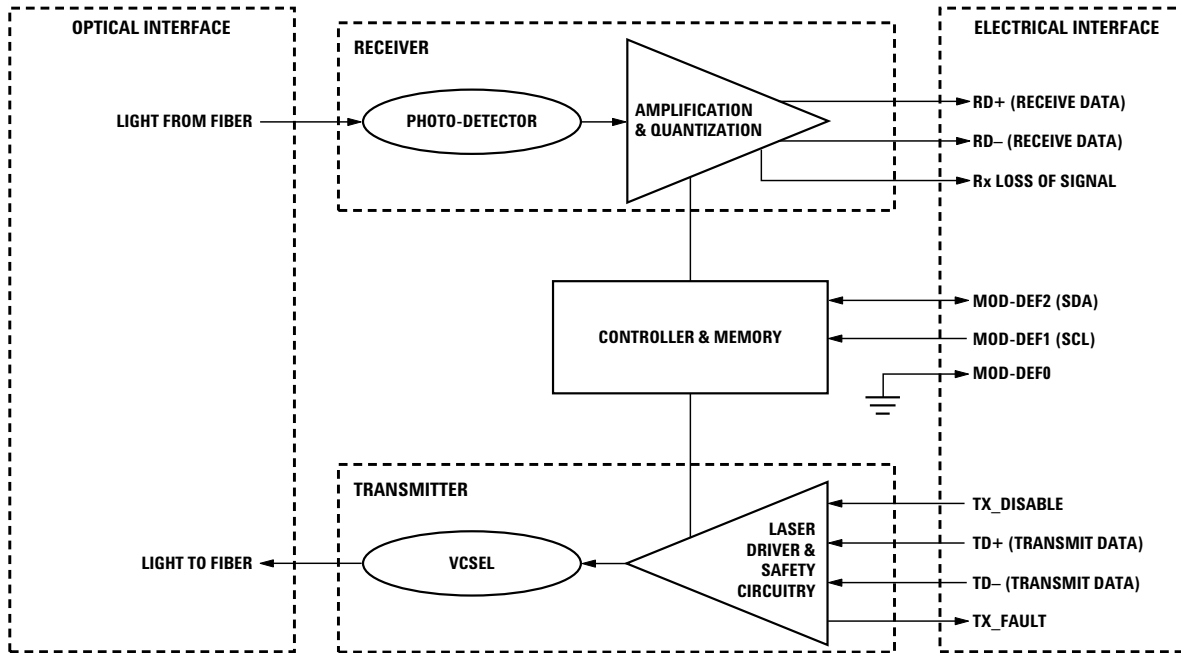 OPTICAL INTERFACE
LIGHT FROM FIBER
LIGHT TO FIBER
RECEIVER
PHOTO-DETECTOR
AMPLIFICATION
& QUANTIZATION
CONTROLLER & MEMORY
TRANSMITTER
VCSEL
LASER
DRIVER &
SAFETY
CIRCUITRY
ELECTRICAL INTERFACE
RD+ (RECEIVE DATA)
RD– (RECEIVE DATA)
Rx LOSS OF SIGNAL
MOD-DEF2 (SDA)
MOD-DEF1 (SCL)
MOD-DEF0
TX_DISABLE
TD+ (TRANSMIT DATA)
TD– (TRANSMIT DATA)
TX_FAULT